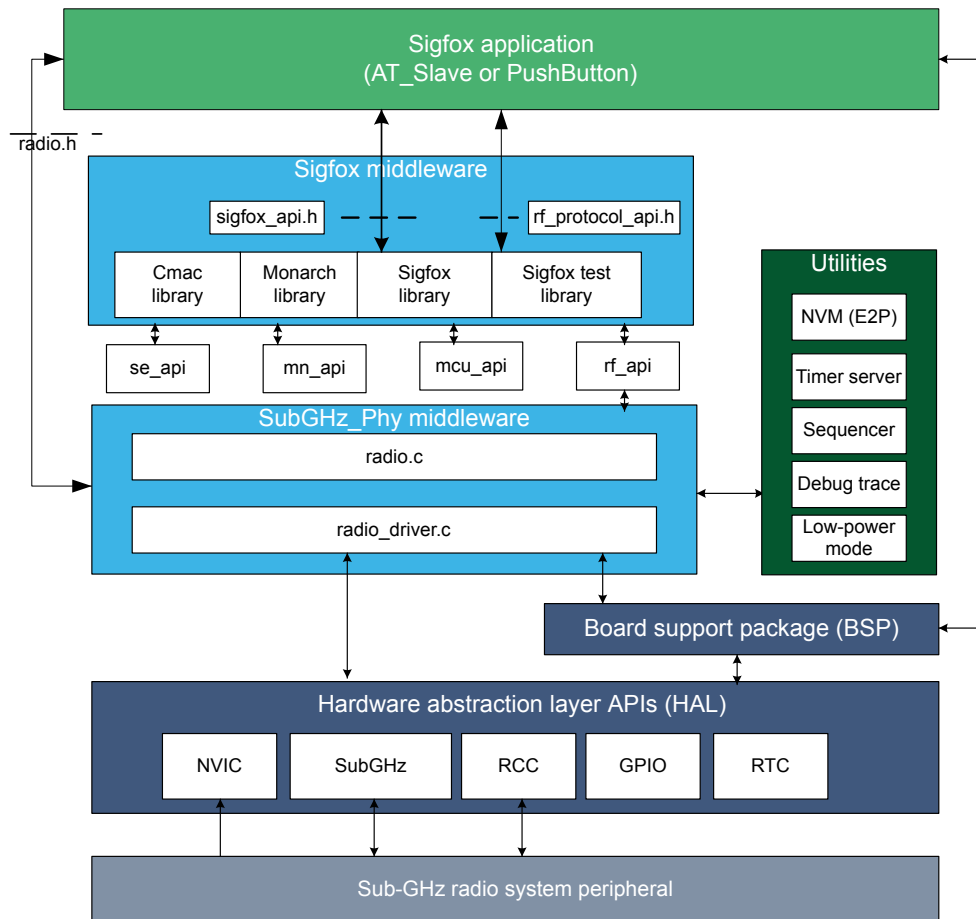 Sigfox application
(AT_Slave or PushButton)
radio.h
Sigfox middleware
sigfox_api.h
rf_protocol_api.h
Cmac
library
Monarch
library
Sigfox
library
Sigfox test
library
se_api
mn_api
mcu_api
rf_api
Utilities
NVM (E2P)
Timer server
Sequencer
Debug trace
Low-power
mode
SubGHz_Phy middleware
radio.c
radio_driver.c
Board support package (BSP)
Hardware abstraction layer APIs (HAL)
NVIC
SubGHz
RCC
GPIO
RTC
Sub-GHz radio system peripheral